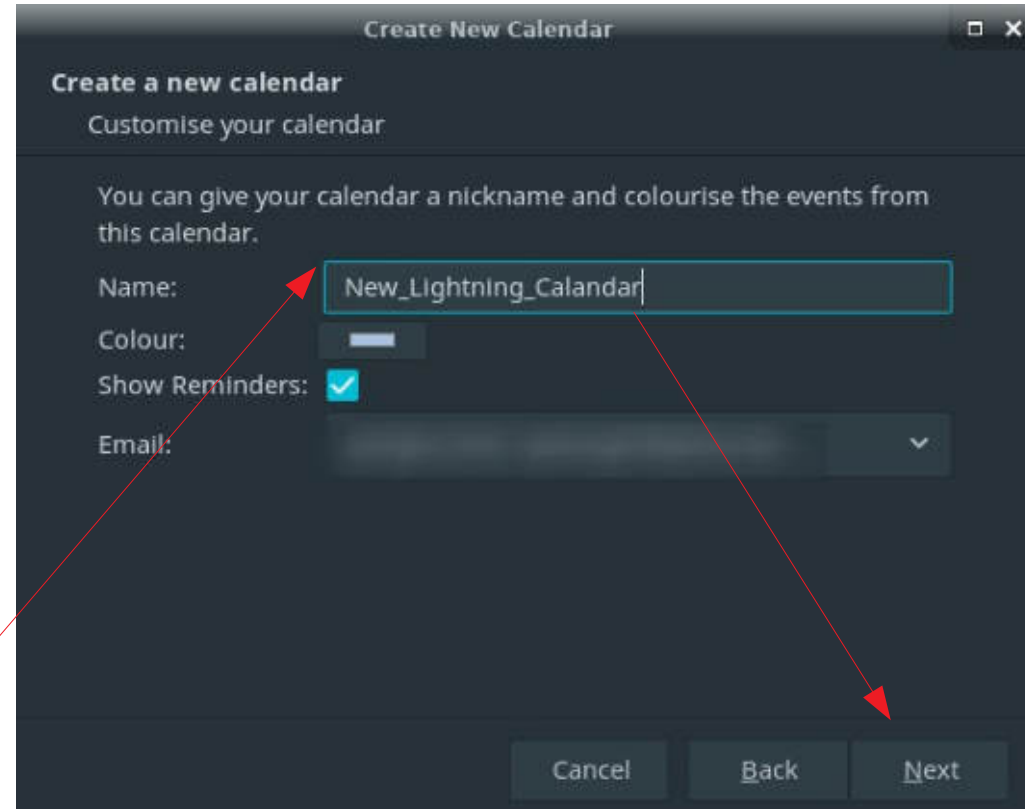 Create New Calendar
Create a new calendar
Customise your calendar
You can give your calendar a nickname and colourise the events from
this calendar.
Name: New_Lightning_Calandar
Colour:
Show Reminders:
Email:
Cancel Back Next